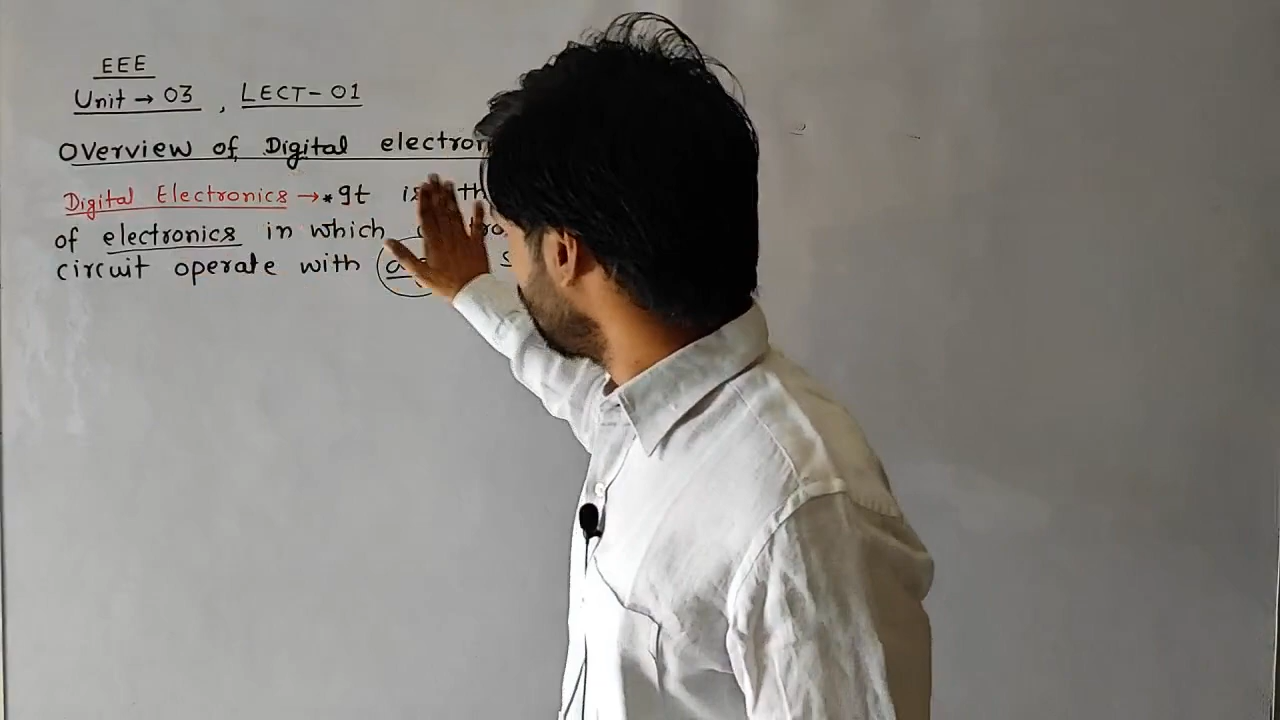 EEE
Unit → 03 , LECT- 01
Overview of Digital electron
Digital Electronics → * It is th
of electronics in which
circuit operate with